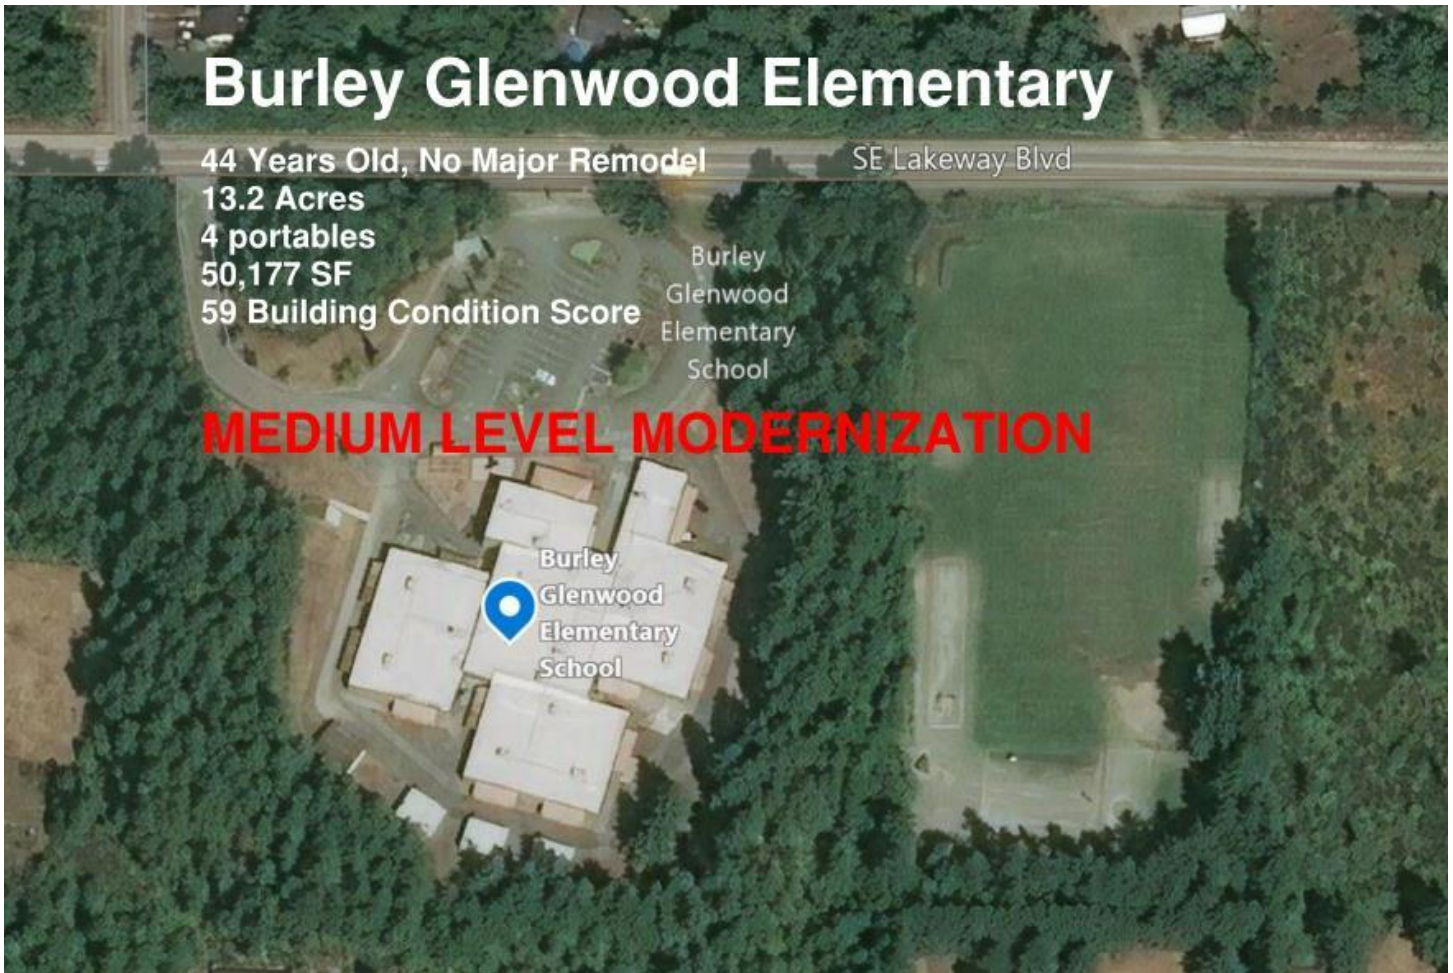 Burley Glenwood Elementary
44 Years Old, No Major Remodel
SE Lakeway Blvd
13.2 Acres
4 portables
50,177 SF
59 Building Condition Score
Burley
Glenwood
Elementary
School
MEDIUM LEVEL MODERNIZATION
Burley
Glenwood
Elementary
School